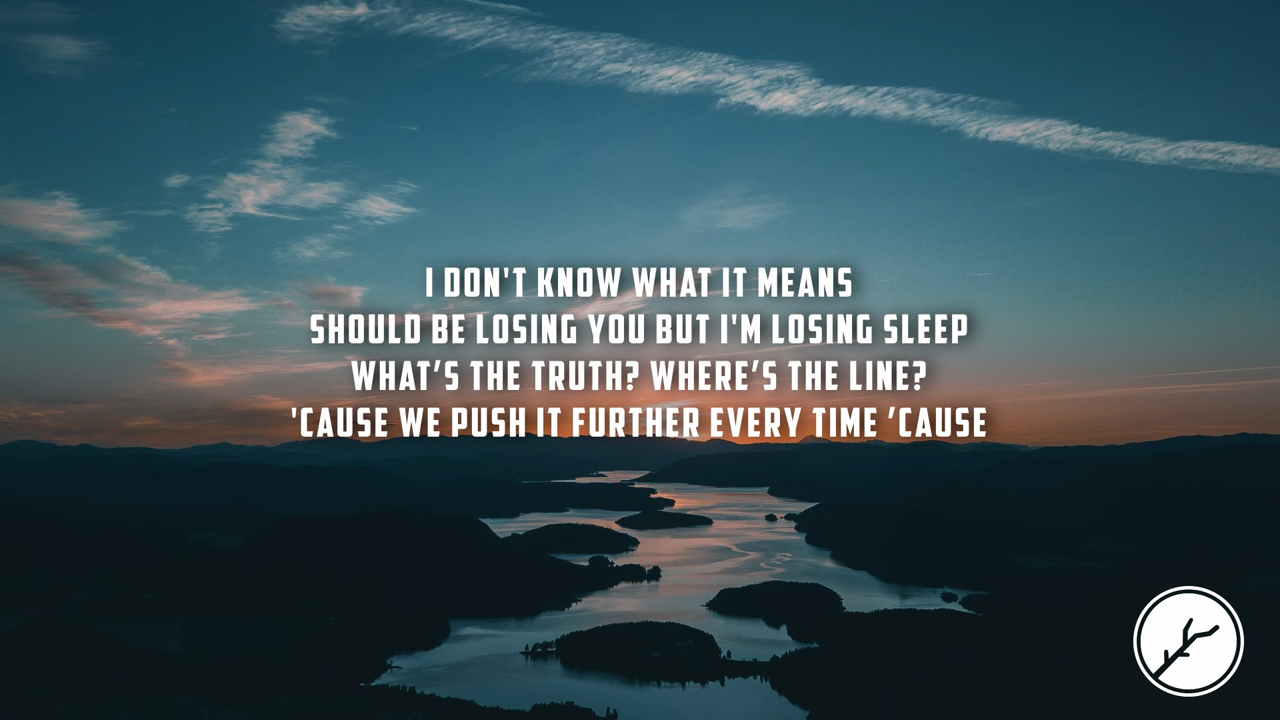 I DON'T KNOW WHAT IT MEANS
SHOULD BE LOSING YOU BUT I'M LOSING SLEEP
WHAT’S THE TRUTH? WHERE’S THE LINE?
'CAUSE WE PUSH IT FURTHER EVERY TIME ’CAUSE